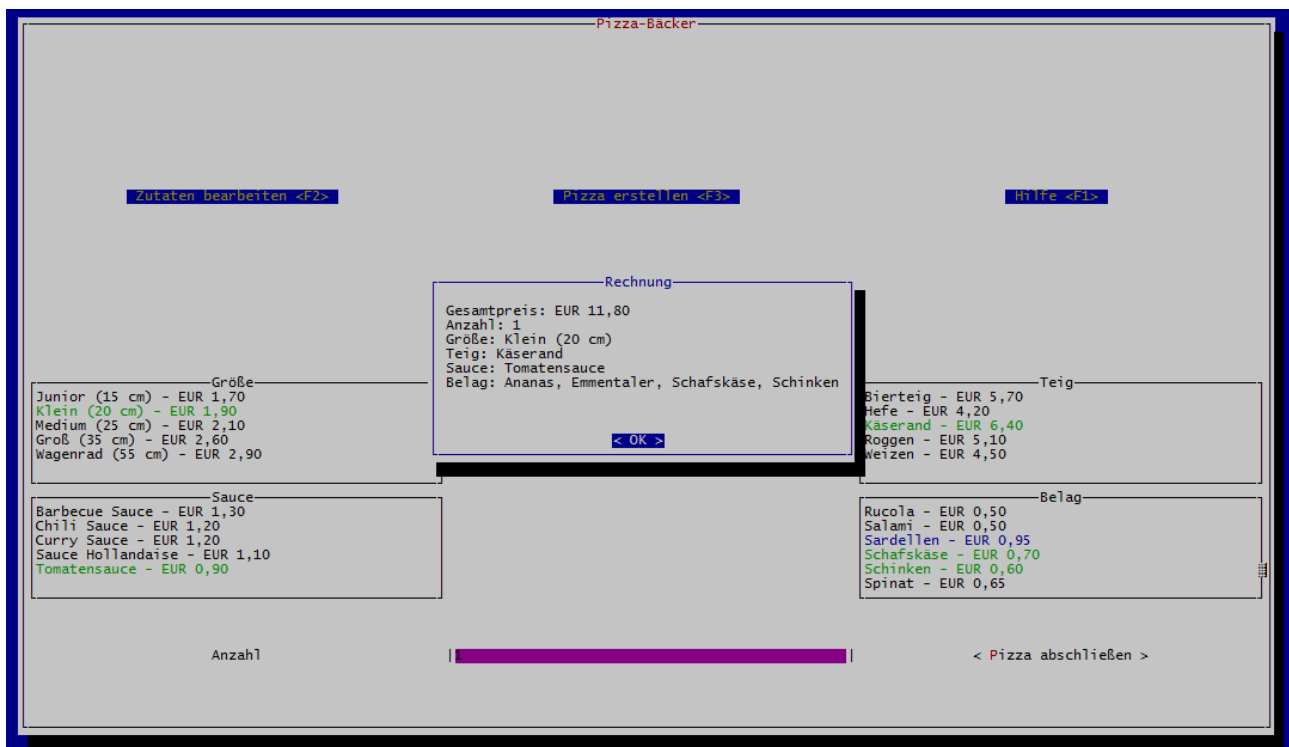 Pizza-Bäcker
Zutaten bearbeiten <F2>
Pizza erstellen <F3>
Hilfe <F1>
Rechnung
Gesamtpreis: EUR 11,80
Anzahl: 1
Größe: Klein (20 cm)
Teig: Käserand
Sauce: Tomatensauce
Belag: Ananas, Emmentaler, Schafskäse, Schinken
< OK >
Größe
Junior (15 cm) - EUR 1,70
Klein (20 cm) - EUR 1,90
Medium (25 cm) - EUR 2,10
Groß (35 cm) - EUR 2,60
Wagenrad (55 cm) - EUR 2,90
Teig
Bierteig - EUR 5,70
Hefe - EUR 4,20
Käserand - EUR 6,40
Roggen - EUR 5,10
Weizen - EUR 4,50
Sauce
Barbecue Sauce - EUR 1,30
Chili Sauce - EUR 1,20
Curry Sauce - EUR 1,20
Sauce Hollandaise - EUR 1,10
Tomatensauce - EUR 0,90
Belag
Rucola - EUR 0,50
Salami - EUR 0,50
Sardellen - EUR 0,95
Schafskäse - EUR 0,70
Schinken - EUR 0,60
Spinat - EUR 0,65
Anzahl
1
< Pizza abschließen >